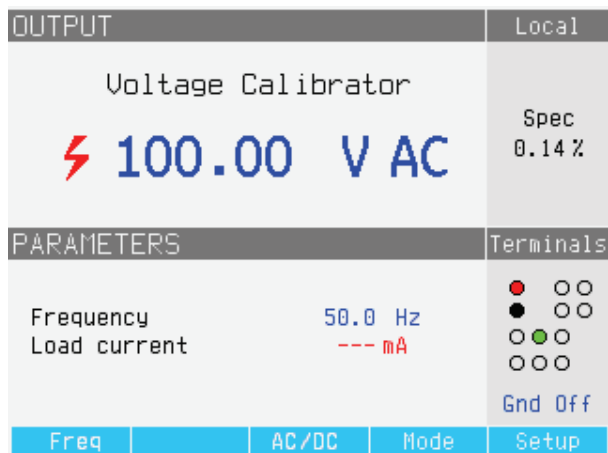 OUTPUT
Local
Voltage Calibrator
100.00 V AC
Spec
0.14 %
PARAMETERS
Terminals
Frequency 50.0 Hz
Load current --- mA
Gnd Off
Freq AC/DC Mode Setup